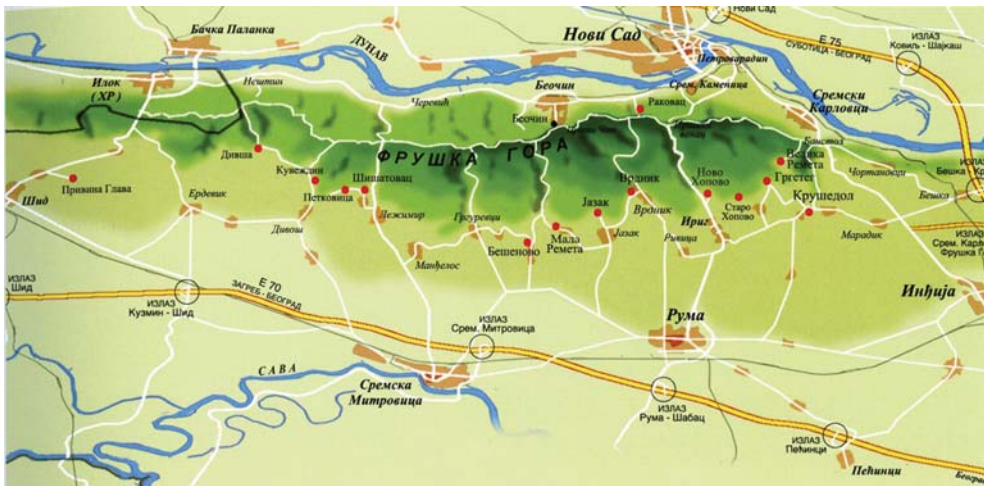 Бачка Паланка
ДУНАВ
Нови Сад
Нови Сад
Е 75
СУБОТИЦА - БЕОГРАД
ИЗЛАЗ
Ковиљ - Шајкаш
Петроварадин
Срем. Каменица
Сремски
Карловци
Илок
(ХР)
Нештин
Черевић
Беочин
Беочин
Раковац
ФРУШКА ГОРА
Дивша
Привина Глава
Шид
Ердевик
Кувеждин
Петковица
Шишатовац
Дивош
Лежимир
Манђелос
Гргуревци
Бешеново
Мала
Ремета
Јазак
Јазак
Врдник
Врдник
Ново
Хопово
Ириг
Ривица
Старо
Хопово
Велика
Ремета
Гргетег
Крушедол
Чортановци
Бешка
Марадик
ИЗЛАЗ
Шид
Е 70
ЗАГРЕБ - БЕОГРАД
ИЗЛАЗ
Кузмин - Шид
ИЗЛАЗ
Срем. Митровица
Рума
Инђија
САВА
Сремска
Митровица
ИЗЛАЗ
Рума - Шабац
ИЗЛАЗ
Пећинци
Пећинци